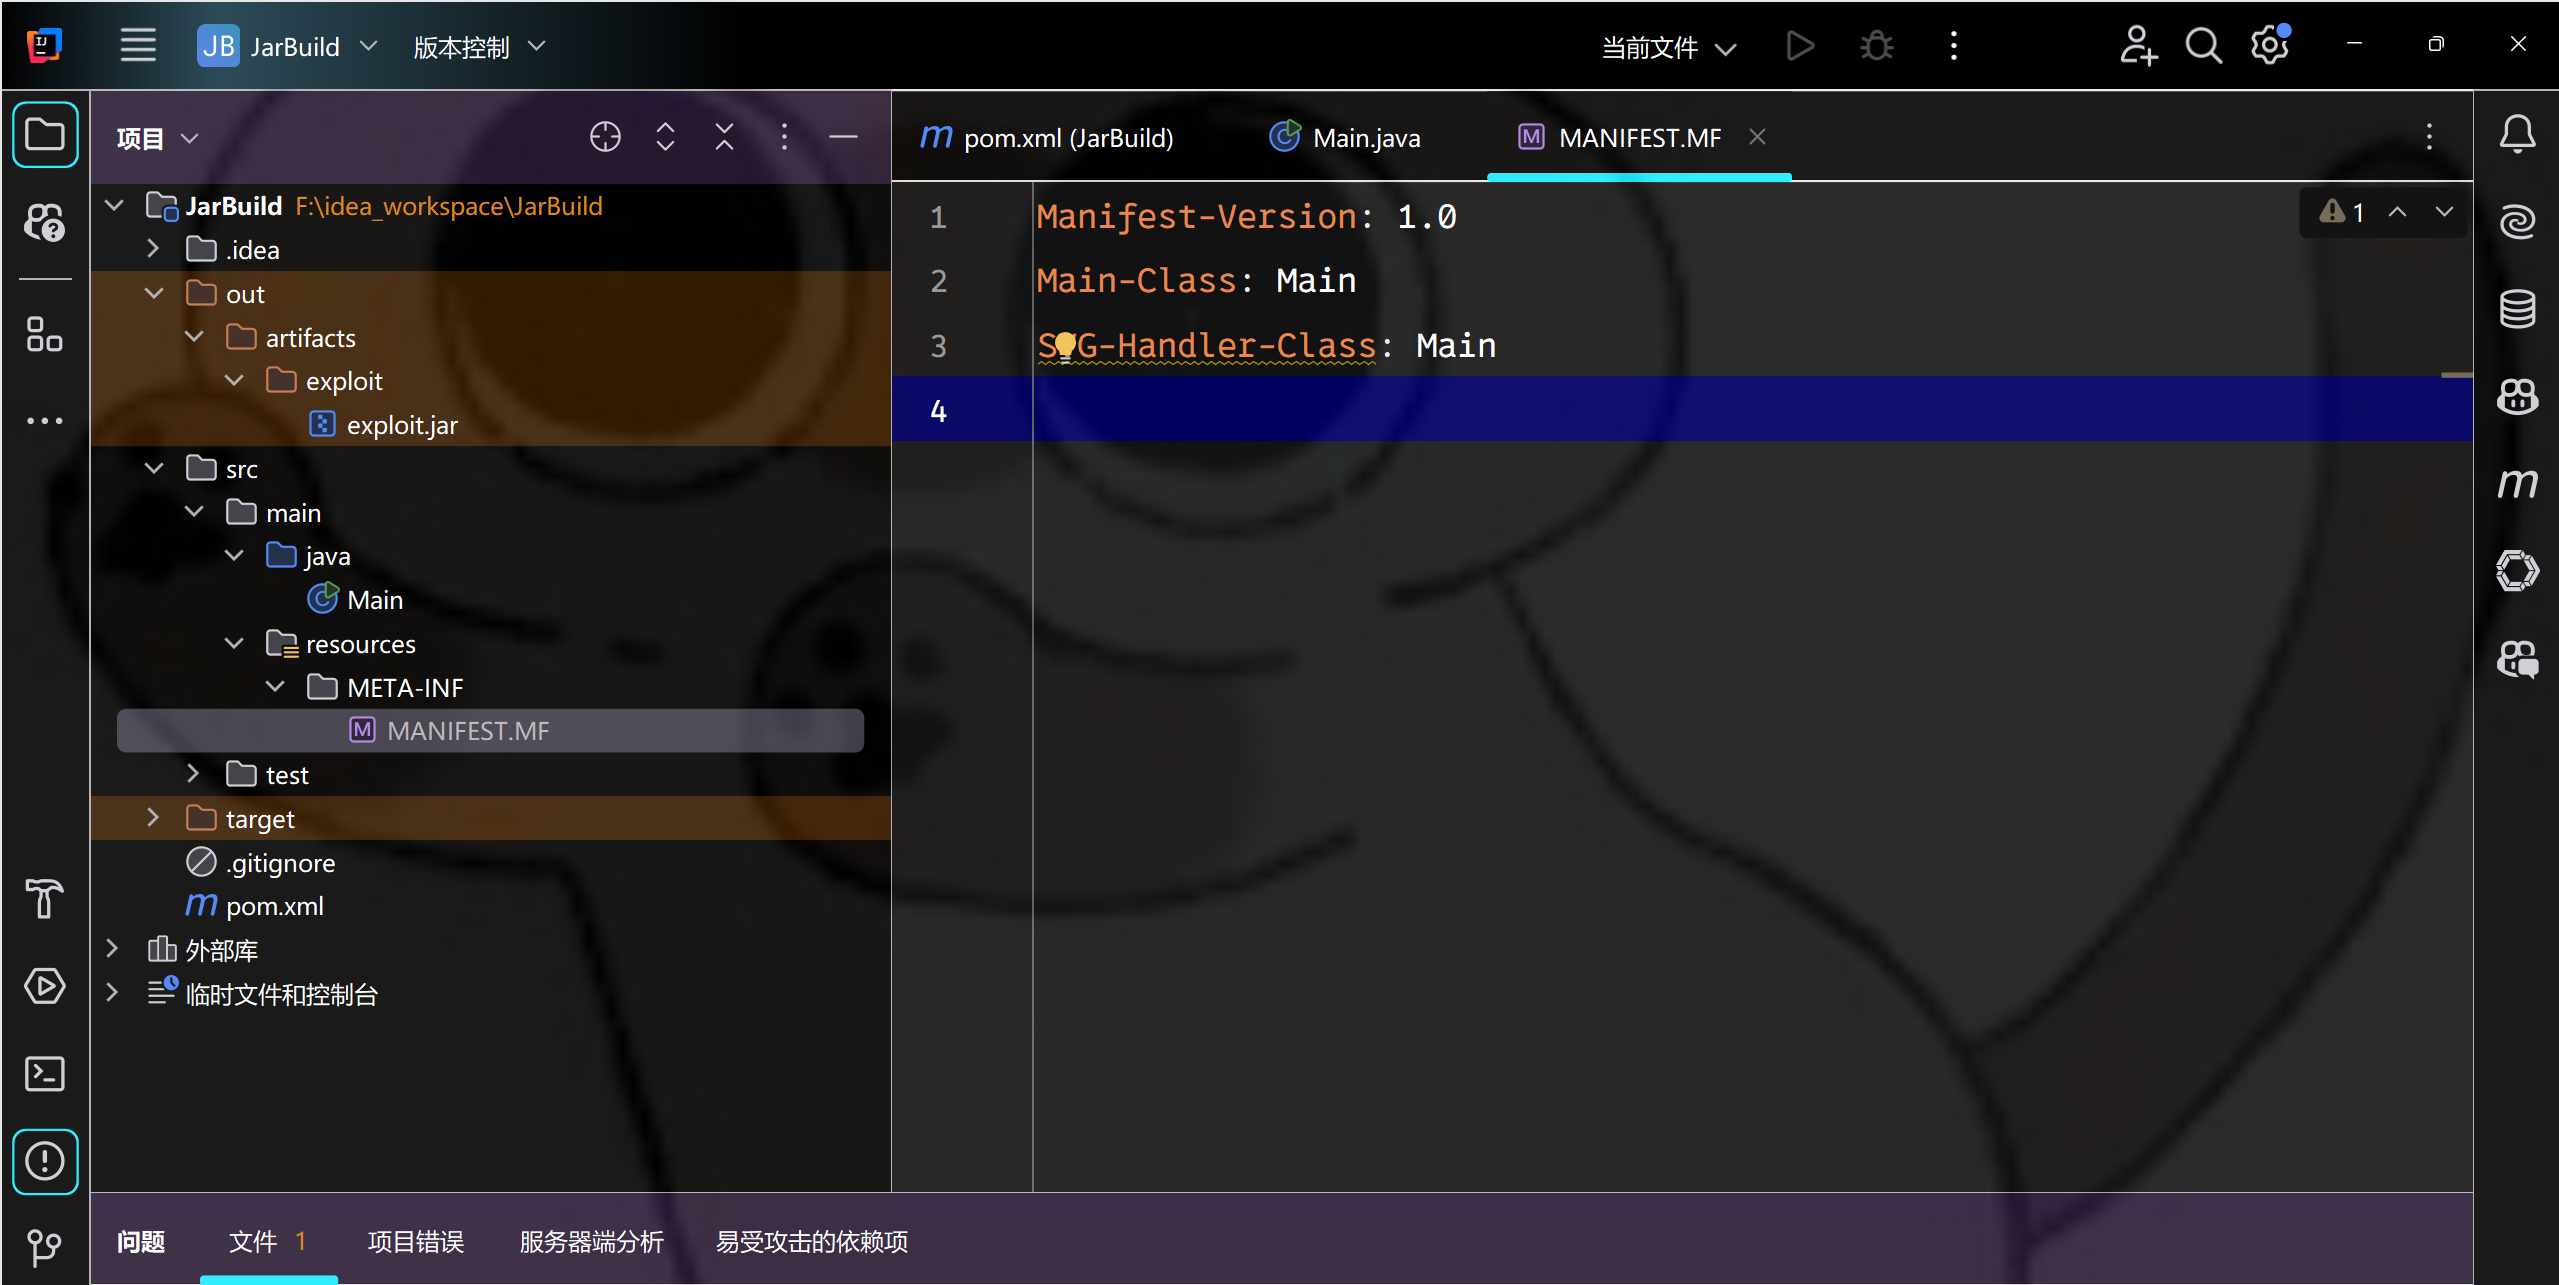 JB JarBuild 版本控制 当前文件
项目
pom.xml (JarBuild) Main.java MANIFEST.MF
JarBuild F:\idea_workspace\JarBuild
.idea
out
artifacts
exploit
exploit.jar
src
main
java
Main
resources
META-INF
MANIFEST.MF
test
target
.gitignore
pom.xml
外部库
临时文件和控制台
1 Manifest-Version: 1.0
2 Main-Class: Main
3 SVG-Handler-Class: Main
4
1
问题 文件 1 项目错误 服务器端分析 易受攻击的依赖项